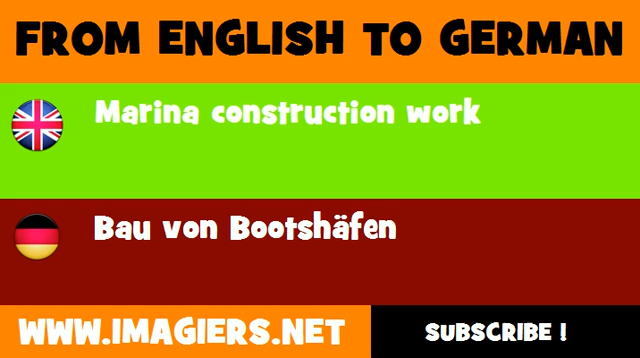 FROM ENGLISH TO GERMAN
Marina construction work
Bau von Bootshäfen
WWW.IMAGIERS.NET
SUBSCRIBE !